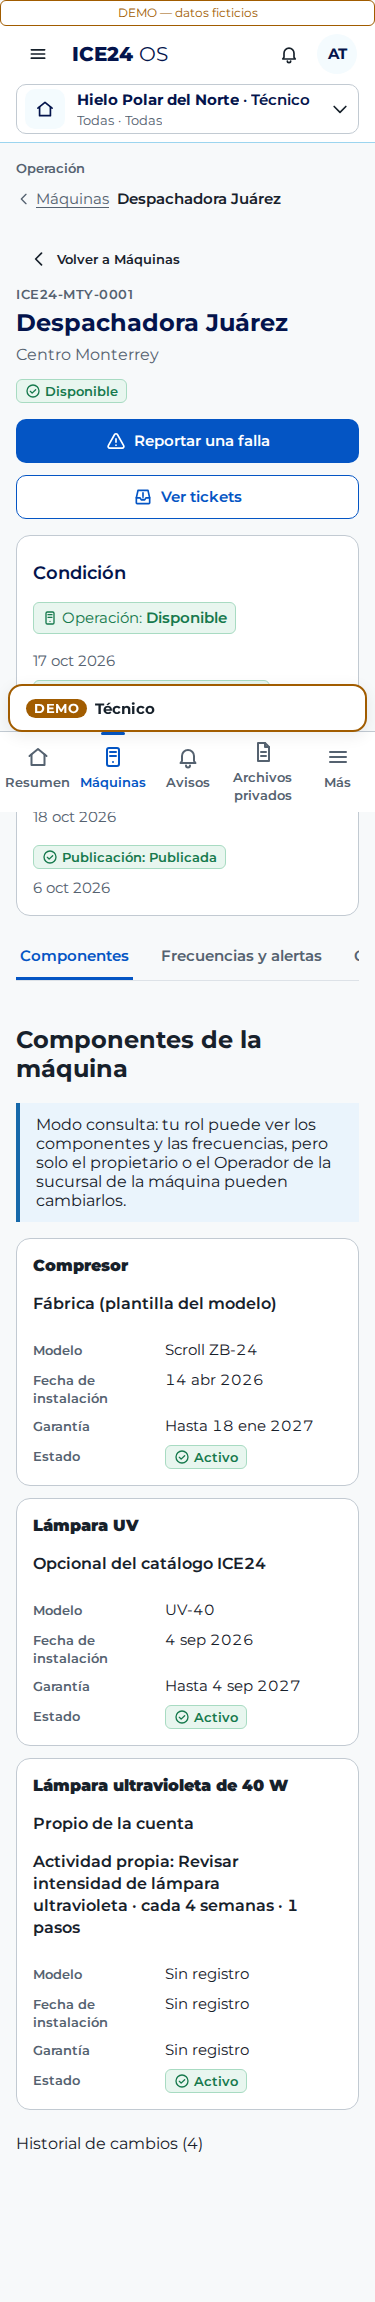 DEMO — datos ficticios
ICE24 OS
AT
Hielo Polar del Norte · Técnico
Todas · Todas
Operación
Máquinas Despachadora Juárez
Volver a Máquinas
ICE24-MTY-0001
Despachadora Juárez
Centro Monterrey
Disponible
Reportar una falla
Ver tickets
Condición
Operación: Disponible
17 oct 2026
DEMO Técnico
Resumen
Máquinas
Avisos
Archivos privados
Más
18 oct 2026
Publicación: Publicada
6 oct 2026
Componentes
Frecuencias y alertas
Componentes de la
máquina
Modo consulta: tu rol puede ver los
componentes y las frecuencias, pero
solo el propietario o el Operador de la
sucursal de la máquina pueden
cambiarlos.
Compresor
Fábrica (plantilla del modelo)
Modelo Scroll ZB-24
Fecha de instalación 14 abr 2026
Garantía Hasta 18 ene 2027
Estado Activo
Lámpara UV
Opcional del catálogo ICE24
Modelo UV-40
Fecha de instalación 4 sep 2026
Garantía Hasta 4 sep 2027
Estado Activo
Lámpara ultravioleta de 40 W
Propio de la cuenta
Actividad propia: Revisar
intensidad de lámpara
ultravioleta · cada 4 semanas · 1
pasos
Modelo Sin registro
Fecha de instalación Sin registro
Garantía Sin registro
Estado Activo
Historial de cambios (4)